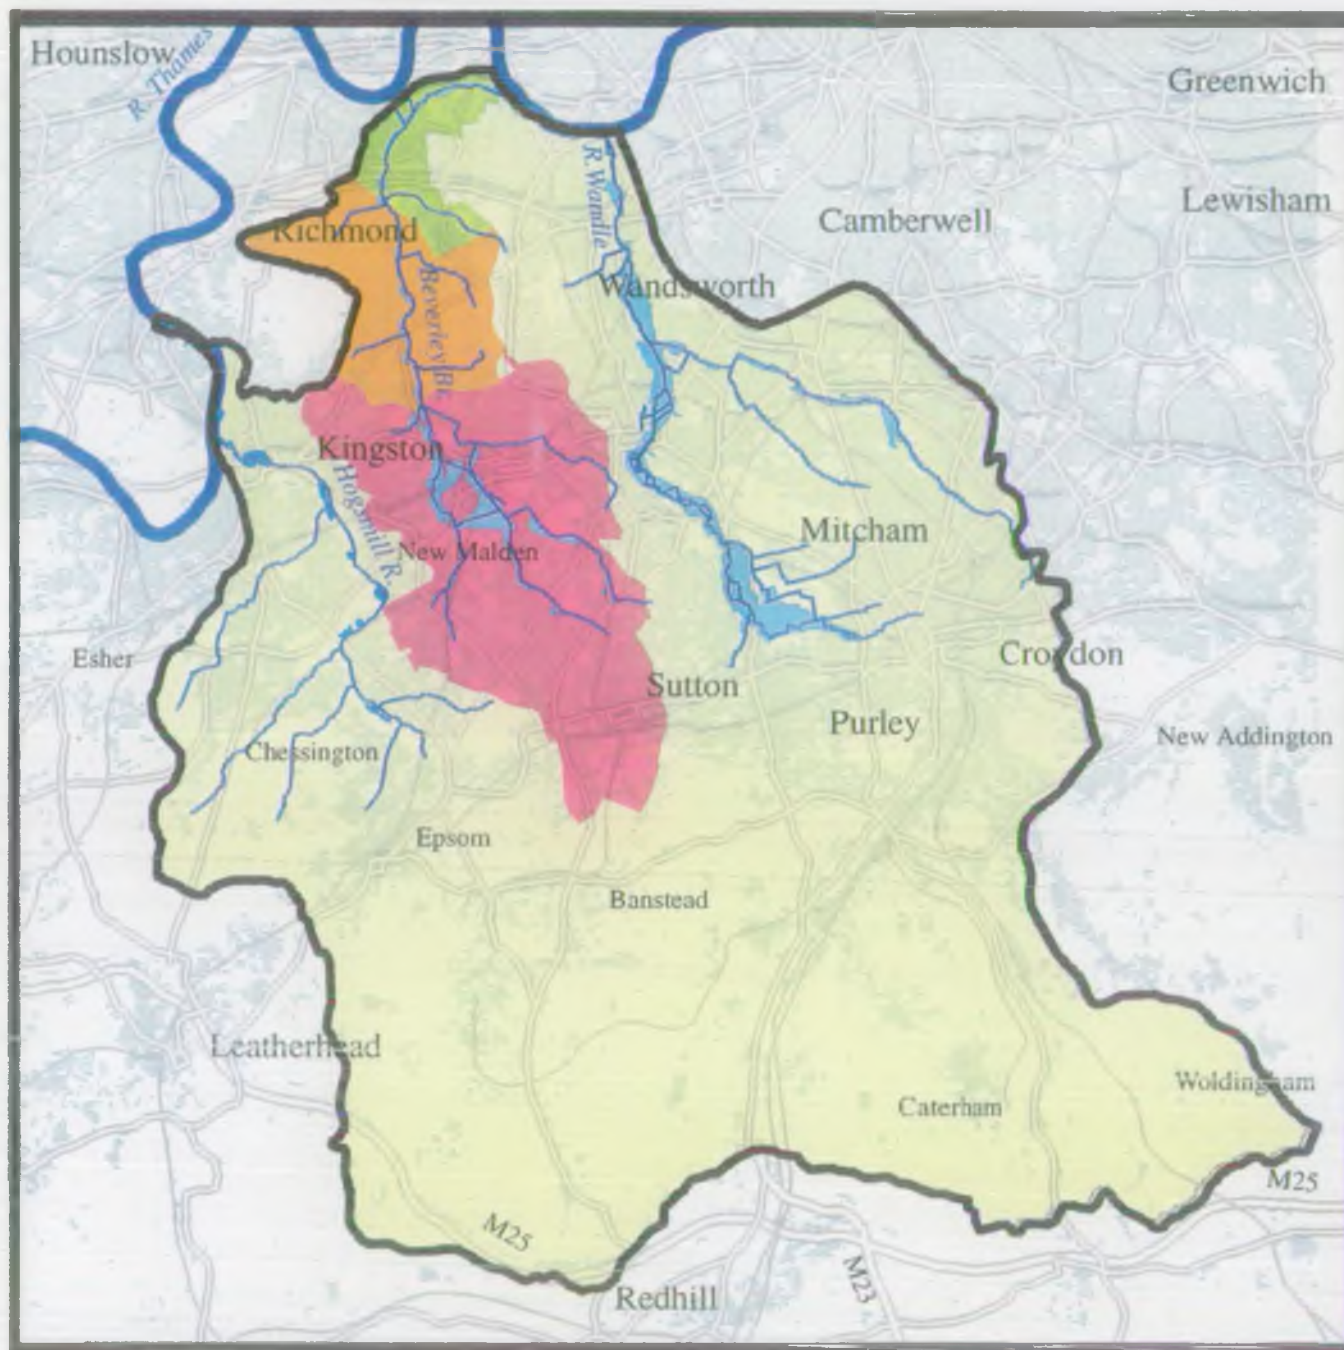 Hounslow
R. Thames
Greenwich
Lewisham
Camberwell
R. Wandle
Richmond
Wandsworth
Beverley Br.
Kingston
Hogsmill R.
Mitcham
New Malden
Esher
Croydon
Sutton
Purley
New Addington
Chessington
Epsom
Banstead
Leatherhead
Woldingham
Caterham
M25
M25
M23
Redhill